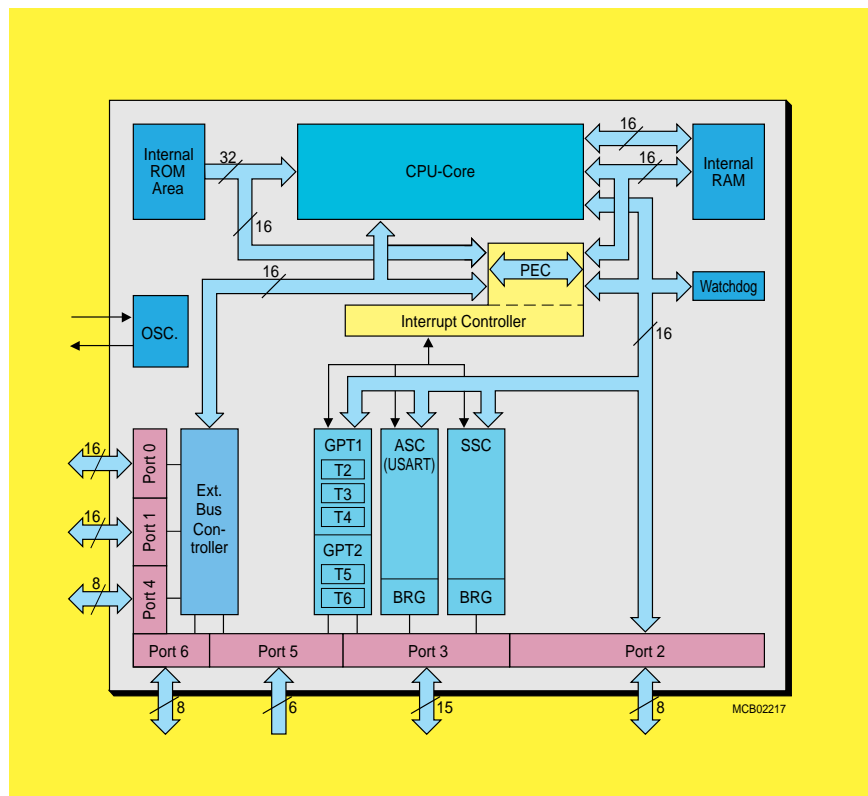 Internal
ROM
Area
32
CPU-Core
16
16
Internal
RAM
16
16
PEC
Watchdog
OSC.
Interrupt Controller
16
16
Port 0
16
Port 1
8
Port 4
Ext.
Bus
Con-
troller
GPT1
T2
T3
T4
GPT2
T5
T6
ASC
(USART)
BRG
SSC
BRG
Port 6
Port 5
Port 3
Port 2
8
6
15
8
MCB02217